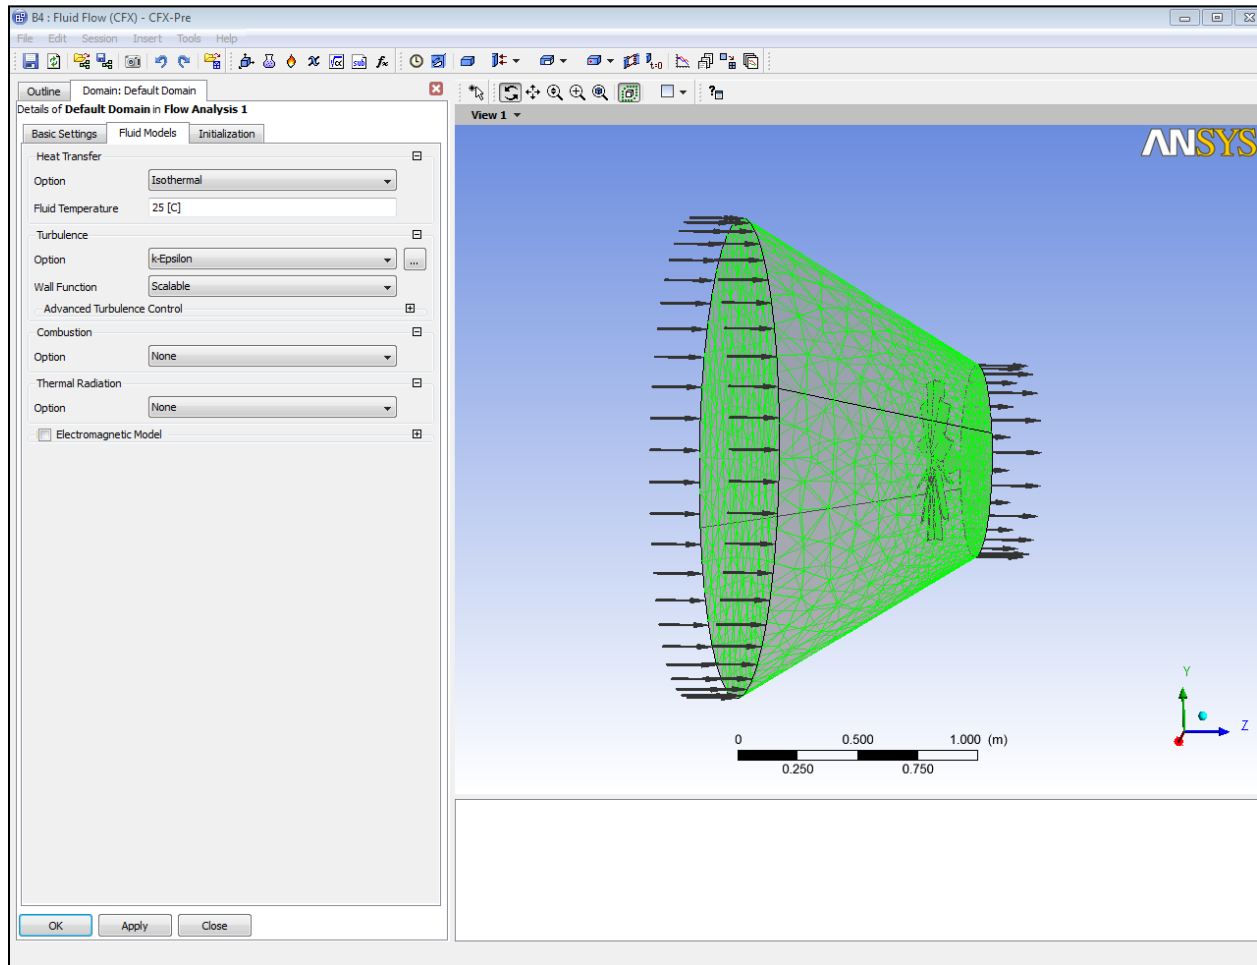 B4 : Fluid Flow (CFX) - CFX-Pre
File Edit Session Insert Tools Help
Outline Domain: Default Domain
Details of Default Domain in Flow Analysis 1
Basic Settings Fluid Models Initialization
Heat Transfer
Option Isothermal
Fluid Temperature 25 [C]
Turbulence
Option k-Epsilon ...
Wall Function Scalable
Advanced Turbulence Control
Combustion
Option None
Thermal Radiation
Option None
Electromagnetic Model
OK Apply Close
View 1
ANSYS
0 0.500 1.000 (m)
0.250 0.750
Y
Z